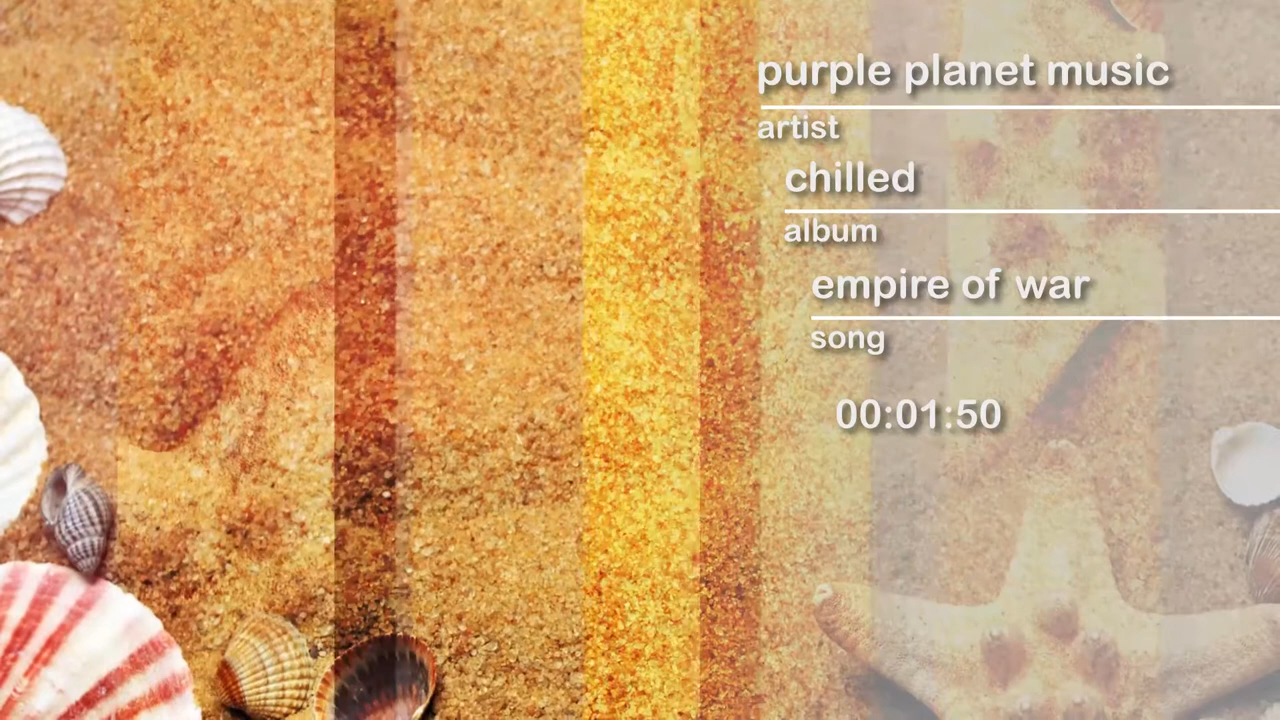 purple planet music
artist
chilled
album
empire of war
song
00:01:50